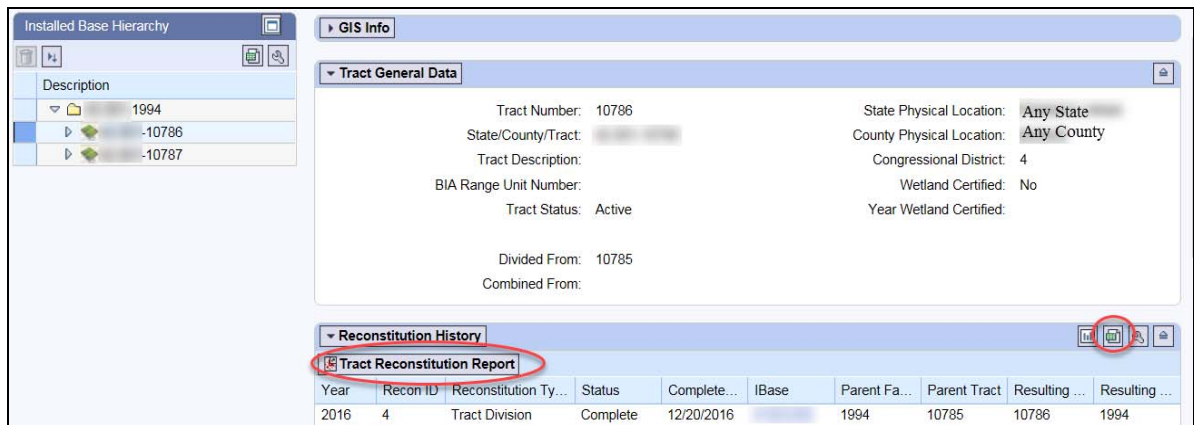 Installed Base Hierarchy
Description
1994
-10786
-10787
GIS Info
Tract General Data
Tract Number: 10786
State/County/Tract:
Tract Description:
BIA Range Unit Number:
Tract Status: Active
Divided From: 10785
Combined From:
State Physical Location: Any State
County Physical Location: Any County
Congressional District: 4
Wetland Certified: No
Year Wetland Certified:
Reconstitution History
Tract Reconstitution Report
Year Recon ID Reconstitution Ty... Status Complete... IBase Parent Fa... Parent Tract Resulting ... Resulting ...
2016 4 Tract Division Complete 12/20/2016 1994 10785 10786 1994